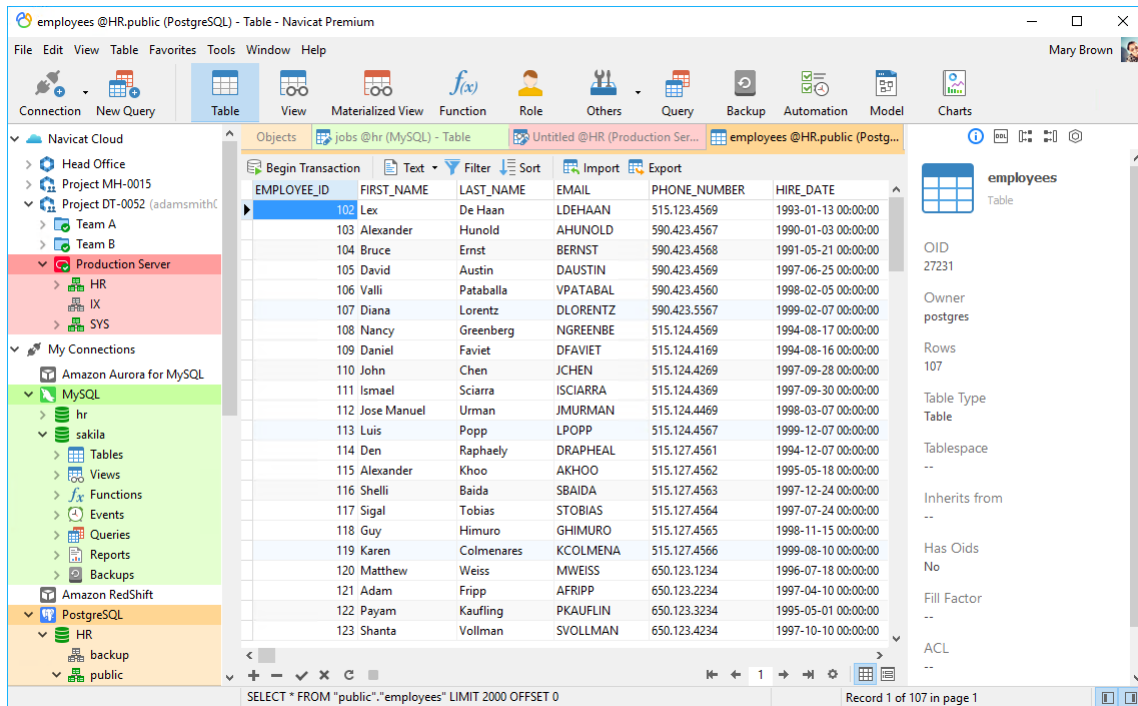 employees @HR.public (PostgreSQL) - Table - Navicat Premium
File Edit View Table Favorites Tools Window Help
Mary Brown
Connection New Query Table View Materialized View Function Role Others Query Backup Automation Model Charts
Navicat Cloud
Head Office
Project MH-0015
Project DT-0052 (adamsmith
Team A
Team B
Production Server
HR
IX
SYS
My Connections
Amazon Aurora for MySQL
MySQL
hr
sakila
Tables
Views
Functions
Events
Queries
Reports
Backups
Amazon RedShift
PostgreSQL
HR
backup
public
Objects jobs @hr (MySQL) - Table Untitled @HR (Production Ser... employees @HR.public (Postg...
Begin Transaction Text Filter Sort Import Export
EMPLOYEE_ID FIRST_NAME LAST_NAME EMAIL PHONE_NUMBER HIRE_DATE
102 Lex De Haan LDEHAAN 515.123.4569 1993-01-13 00:00:00
103 Alexander Hunold AHUNOLD 590.423.4567 1990-01-03 00:00:00
104 Bruce Ernst BERNST 590.423.4568 1991-05-21 00:00:00
105 David Austin DAUSTIN 590.423.4569 1997-06-25 00:00:00
106 Valli Pataballa VPATABAL 590.423.4560 1998-02-05 00:00:00
107 Diana Lorentz DLORENTZ 590.423.5567 1999-02-07 00:00:00
108 Nancy Greenberg NGREENBE 515.124.4569 1994-08-17 00:00:00
109 Daniel Faviet DFAVIET 515.124.4169 1994-08-16 00:00:00
110 John Chen JCHEN 515.124.4269 1997-09-28 00:00:00
111 Ismael Sciarra ISCIARRA 515.124.4369 1997-09-30 00:00:00
112 Jose Manuel Urman JMURMAN 515.124.4469 1998-03-07 00:00:00
113 Luis Popp LPOPP 515.124.4567 1999-12-07 00:00:00
114 Den Raphaely DRAPHEAL 515.127.4561 1994-12-07 00:00:00
115 Alexander Khoo AKHOO 515.127.4562 1995-05-18 00:00:00
116 Shelli Baida SBAIDA 515.127.4563 1997-12-24 00:00:00
117 Sigal Tobias STOBIAS 515.127.4564 1997-07-24 00:00:00
118 Guy Himuro GHIMURO 515.127.4565 1998-11-15 00:00:00
119 Karen Colmenares KCOLMENA 515.127.4566 1999-08-10 00:00:00
120 Matthew Weiss MWEISS 650.123.1234 1996-07-18 00:00:00
121 Adam Fripp AFRIPP 650.123.2234 1997-04-10 00:00:00
122 Payam Kaufling PKAUFLIN 650.123.3234 1995-05-01 00:00:00
123 Shanta Vollman SVOLLMAN 650.123.4234 1997-10-10 00:00:00
1
DDL
employees
Table
OID
27231
Owner
postgres
Rows
107
Table Type
Table
Tablespace
--
Inherits from
--
Has Oids
No
Fill Factor
--
ACL
--
SELECT * FROM "public"."employees" LIMIT 2000 OFFSET 0
Record 1 of 107 in page 1